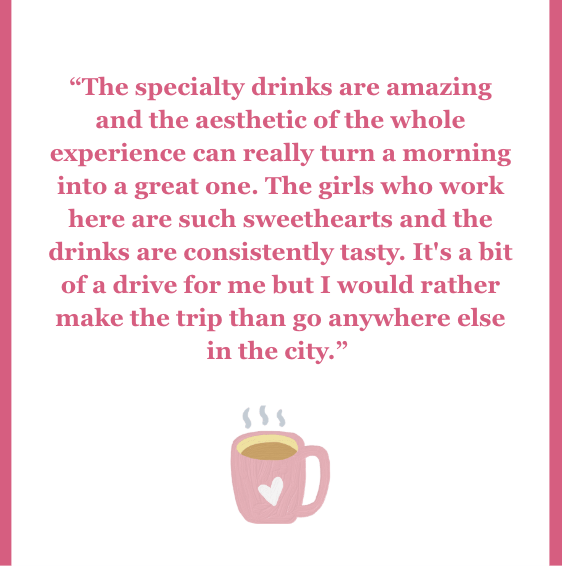 “The specialty drinks are amazing
and the aesthetic of the whole
experience can really turn a morning
into a great one. The girls who work
here are such sweethearts and the
drinks are consistently tasty. It's a bit
of a drive for me but I would rather
make the trip than go anywhere else
in the city.”